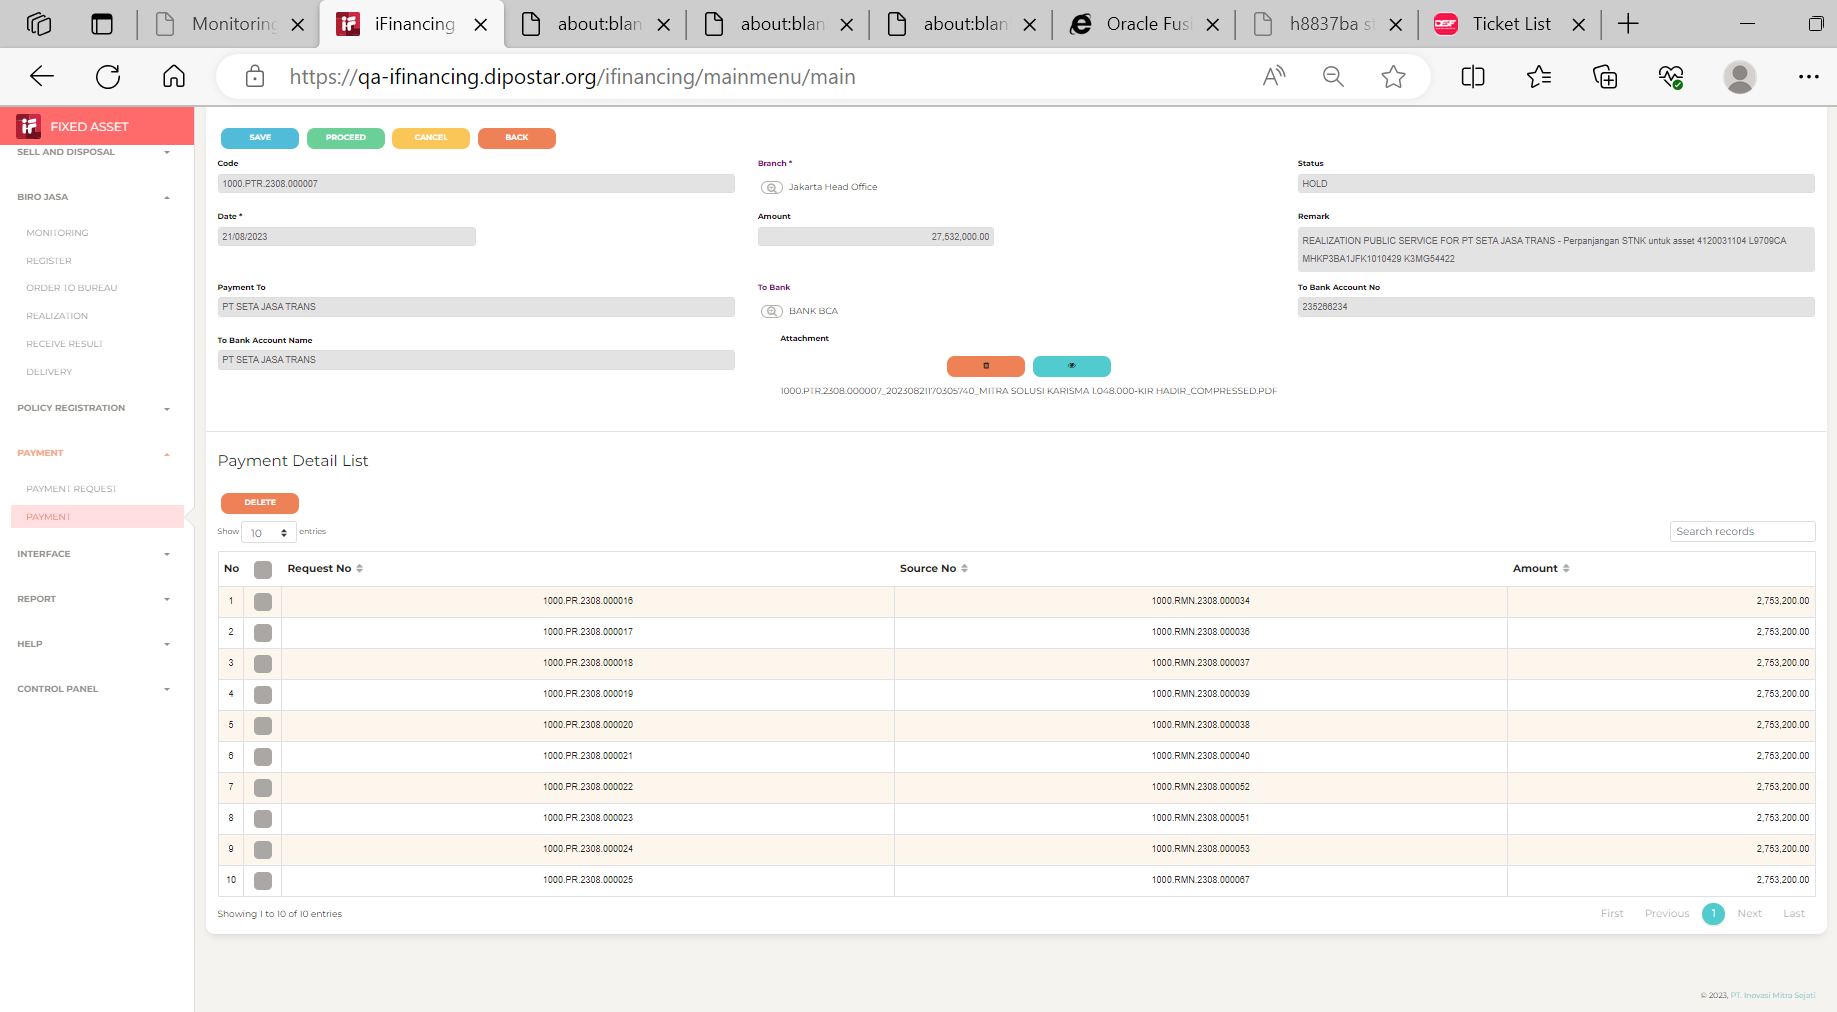 Monitoring
iFinancing
about:blan
about:blan
about:blan
Oracle Fusi
h8837ba st
Ticket List
https://qa-ifinancing.dipostar.org/ifinancing/mainmenu/main
FIXED ASSET
SELL AND DISPOSAL
BIRO JASA
MONITORING
REGISTER
ORDER TO BUREAU
REALIZATION
RECEIVE RESULT
DELIVERY
POLICY REGISTRATION
PAYMENT
PAYMENT REQUEST
PAYMENT
INTERFACE
REPORT
HELP
CONTROL PANEL
SAVE PROCEED CANCEL BACK
Code Branch * Status
1000.PTR.2308.000007 Jakarta Head Office HOLD
Date * Amount Remark
21/08/2023 27,532,000.00 REALIZATION PUBLIC SERVICE FOR PT SETA JASA TRANS - Perpanjangan STNK untuk asset 4120031104 L9709CA
MHKP3BA1JFK1010429 K3MG54422
Payment To To Bank To Bank Account No
PT SETA JASA TRANS BANK BCA 235266234
To Bank Account Name Attachment
PT SETA JASA TRANS
1000.PTR.2308.000007_20230821170305740_MITRA SOLUSI KARISMA 1.048.000-KIR HADIR_COMPRESSED.PDF
Payment Detail List
DELETE
Show 10 entries Search records
No Request No Source No Amount
1 1000.PR.2308.000016 1000.RMN.2308.000034 2,753,200.00
2 1000.PR.2308.000017 1000.RMN.2308.000036 2,753,200.00
3 1000.PR.2308.000018 1000.RMN.2308.000037 2,753,200.00
4 1000.PR.2308.000019 1000.RMN.2308.000039 2,753,200.00
5 1000.PR.2308.000020 1000.RMN.2308.000038 2,753,200.00
6 1000.PR.2308.000021 1000.RMN.2308.000040 2,753,200.00
7 1000.PR.2308.000022 1000.RMN.2308.000052 2,753,200.00
8 1000.PR.2308.000023 1000.RMN.2308.000051 2,753,200.00
9 1000.PR.2308.000024 1000.RMN.2308.000053 2,753,200.00
10 1000.PR.2308.000025 1000.RMN.2308.000067 2,753,200.00
Showing 1 to 10 of 10 entries First Previous 1 Next Last
© 2023, PT. Inovasi Mitra Sejati